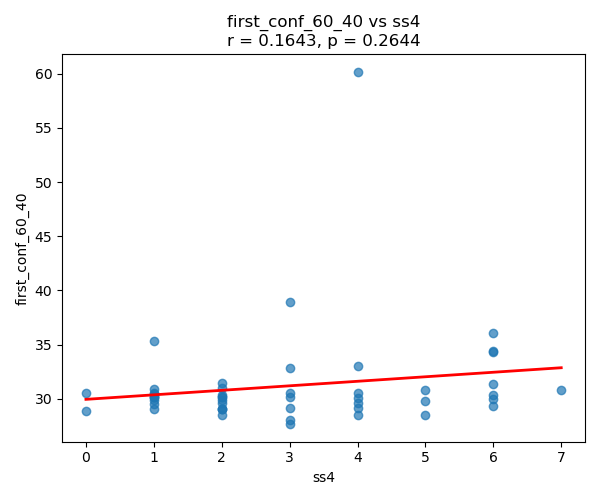 first_conf_60_40 vs ss4
r = 0.1643, p = 0.2644
60
55
50
45
40
35
30
first_conf_60_40
0 1 2 3 4 5 6 7
ss4